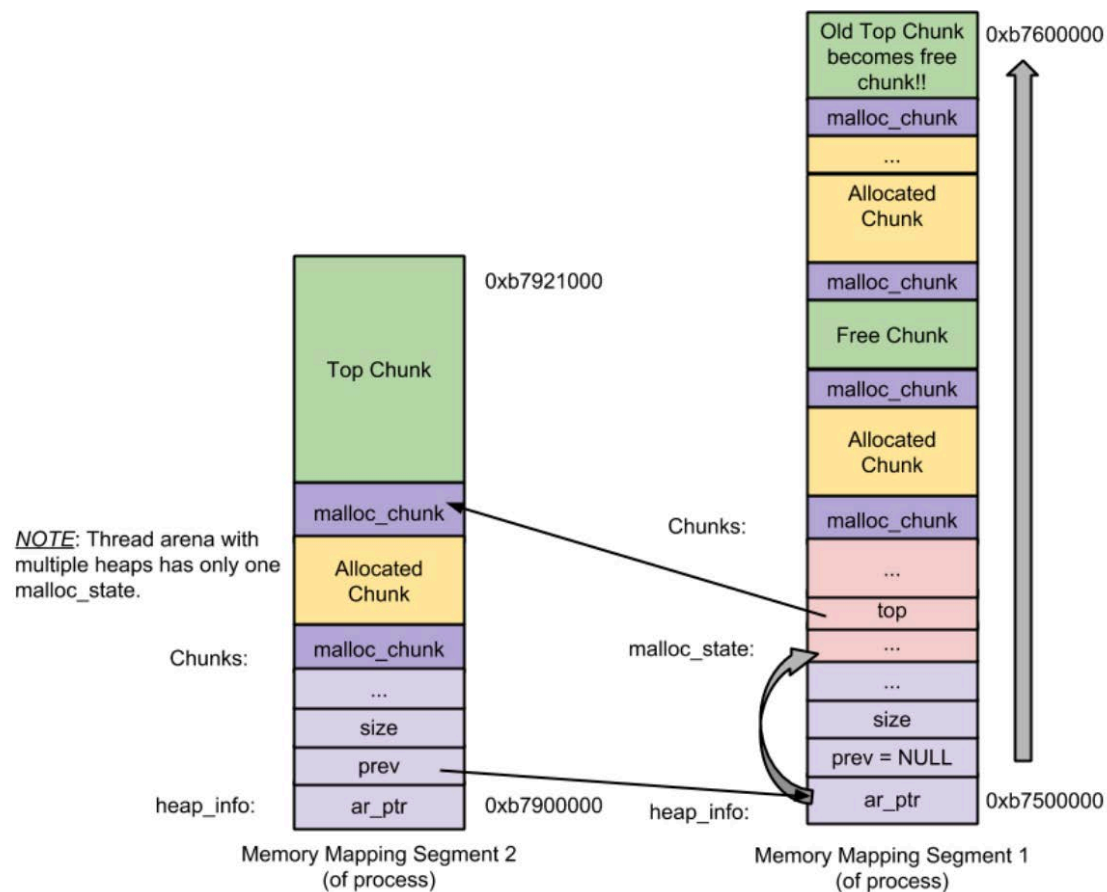 Old Top Chunk
becomes free
chunk!!
0xb7600000
malloc_chunk
...
Allocated
Chunk
malloc_chunk
Free Chunk
malloc_chunk
Allocated
Chunk
Chunks:
malloc_chunk
...
top
malloc_state:
...
...
size
prev = NULL
heap_info:
ar_ptr
0xb7500000
Memory Mapping Segment 1
(of process)
0xb7921000
Top Chunk
malloc_chunk
NOTE: Thread arena with
multiple heaps has only one
malloc_state.
Allocated
Chunk
Chunks:
malloc_chunk
...
size
prev
heap_info:
ar_ptr
0xb7900000
Memory Mapping Segment 2
(of process)